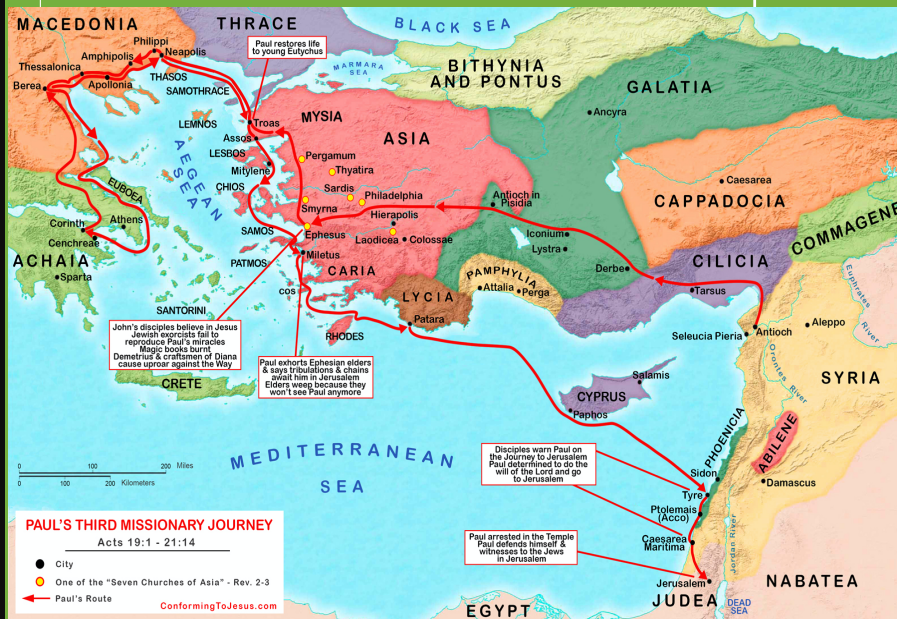 MACEDONIA
THRACE
BLACK SEA
Philippi
Neapolis
Amphipolis
Thessalonica
Apollonia
Berea
THASOS
SAMOTHRACE
Paul restores life
to young Eutychus
MARMARA
SEA
BITHYNIA
AND PONTUS
GALATIA
Ancyra
LEMNOS
Troas
MYSIA
ASIA
Assos
LESBOS
Mitylene
AEGEAN
SEA
CHIOS
Pergamum
Thyatira
Sardis
Philadelphia
Smyrna
Hierapolis
Antioch in
Pisidia
Caesarea
CAPPADOCIA
COMMAGENE
EUBOEA
Athens
Corinth
Cenchreae
ACHAIA
Sparta
SAMOS
Ephesus
Laodicea
Colossae
Iconium
Lystra
Derbe
CILICIA
Tarsus
PATMOS
Miletus
CARIA
PAMPHYLIA
Attalia
Perga
LYCIA
Patara
COS
RHODES
SANTORINI
CRETE
Seleucia Pieria
Antioch
Aleppo
Euphrates
River
Orontes River
SYRIA
John's disciples believe in Jesus
Jewish exorcists fail to
reproduce Paul's miracles
Magic books burnt
Demetrius & craftsmen of Diana
cause uproar against the Way
Paul exhorts Ephesian elders
& says tribulations & chains
await him in Jerusalem
Elders weep because they
won't see Paul anymore
Salamis
CYPRUS
Paphos
MEDITERRANEAN
SEA
PHOENICIA
ABILENE
Disciples warn Paul on
the Journey to Jerusalem
Paul determined to do the
will of the Lord and go
to Jerusalem
Sidon
Damascus
Tyre
Ptolemais
(Acco)
Caesarea
Maritima
Jordan River
Paul arrested in the Temple
Paul defends himself &
witnesses to the Jews
in Jerusalem
Jerusalem
JUDEA
DEAD
SEA
NABATEA
EGYPT
0 100 200 Miles
0 100 200 Kilometers
PAUL'S THIRD MISSIONARY JOURNEY
Acts 19:1 - 21:14
City
One of the "Seven Churches of Asia" - Rev. 2-3
Paul's Route
ConformingToJesus.com